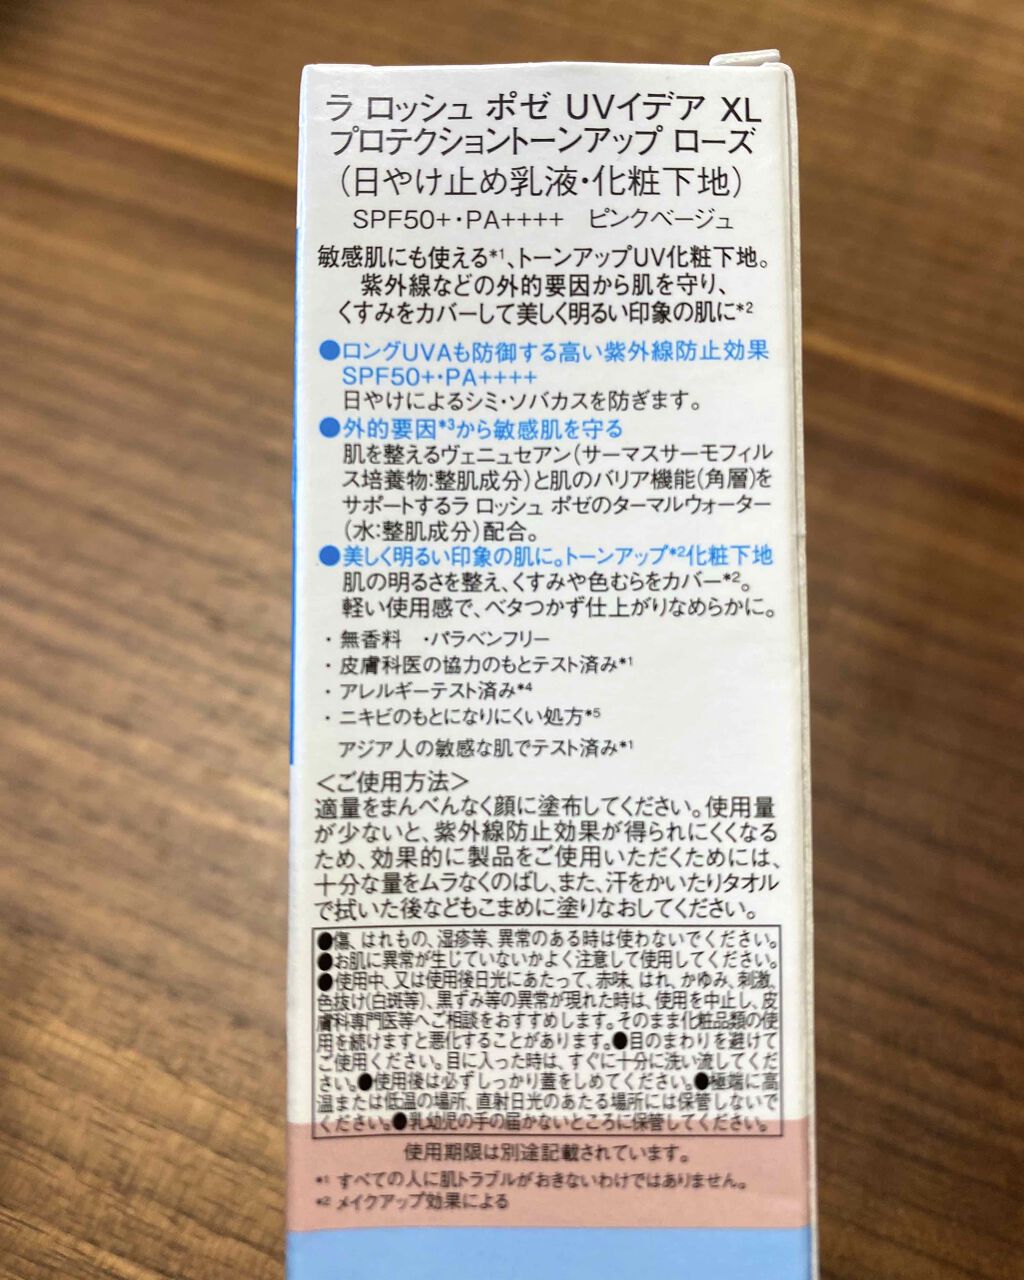 ラ ロッシュ ポゼ UVイデア XL
プロテクショントーンアップ ローズ
(日やけ止め乳液・化粧下地)
SPF50+・PA++++ ピンクベージュ
敏感肌にも使える*1、トーンアップUV化粧下地。
紫外線などの外的要因から肌を守り、
くすみをカバーして美しく明るい印象の肌に*2
●ロングUVAも防御する高い紫外線防止効果
SPF50+・PA++++
日やけによるシミ・ソバカスを防ぎます。
●外的要因*3から敏感肌を守る
肌を整えるヴェニュセアン(サーマスサーモフィル
ス培養物:整肌成分)と肌のバリア機能(角層)を
サポートするラ ロッシュ ポゼのターマルウォーター
(水:整肌成分)配合。
●美しく明るい印象の肌に。トーンアップ*2化粧下地
肌の明るさを整え、くすみや色むらをカバー*2。
軽い使用感で、ベタつかず仕上がりなめらかに。
・無香料 ・パラベンフリー
・皮膚科医の協力のもとテスト済み*1
・アレルギーテスト済み*4
・ニキビのもとになりにくい処方*5
アジア人の敏感な肌でテスト済み*1
<ご使用方法>
適量をまんべんなく顔に塗布してください。使用量
が少ないと、紫外線防止効果が得られにくくなる
ため、効果的に製品をご使用いただくためには、
十分な量をムラなくのばし、また、汗をかいたりタオル
で拭いた後などもこまめに塗りなおしてください。
●傷、はれもの、湿疹等、異常のある時は使わないでください。
●お肌に異常が生じていないかよく注意して使用してください。
●使用中、又は使用後日光にあたって、赤味、はれ、かゆみ、刺激、
色抜け(白斑等)、黒ずみ等の異常が現れた時は、使用を中止し、皮
膚科専門医等へご相談をおすすめします。そのまま化粧品類の使
用を続けますと悪化することがあります。●目のまわりを避けて
ご使用ください。目に入った時は、すぐに十分に洗い流してくだ
さい。●使用後は必ずしっかり蓋をしめてください。●極端に高
温または低温の場所、直射日光のあたる場所には保管しないで
ください。●乳幼児の手の届かないところに保管してください。
使用期限は別途記載されています。
*1 すべての人に肌トラブルがおきないわけではありません。
*2 メイクアップ効果による